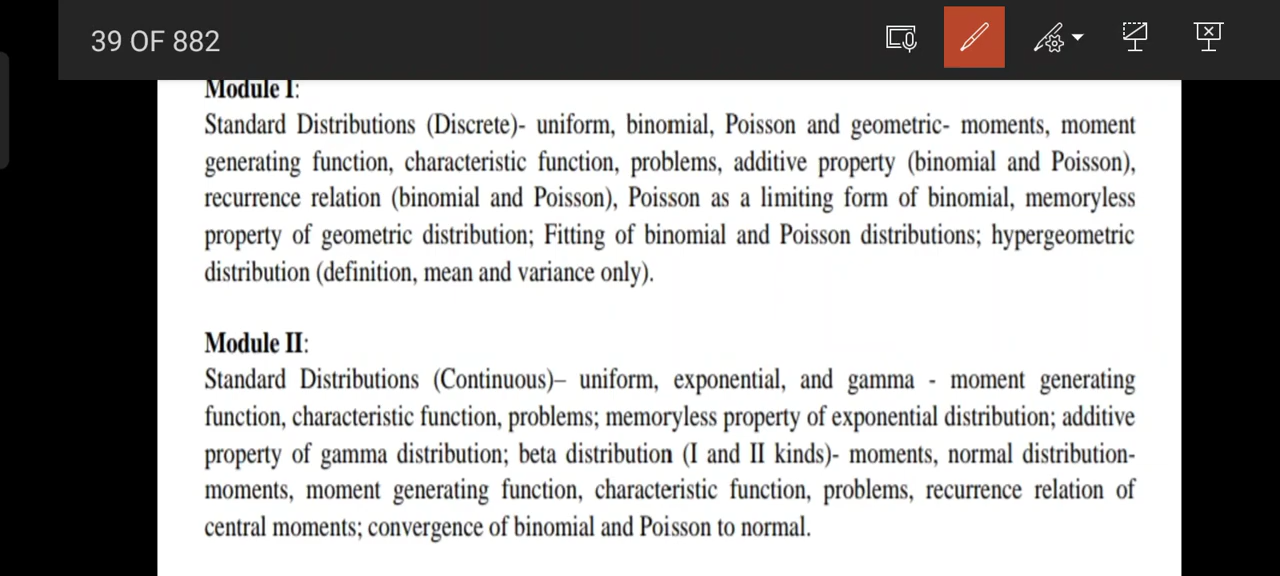 39 OF 882
Module I:
Standard Distributions (Discrete)- uniform, binomial, Poisson and geometric- moments, moment
generating function, characteristic function, problems, additive property (binomial and Poisson),
recurrence relation (binomial and Poisson), Poisson as a limiting form of binomial, memoryless
property of geometric distribution; Fitting of binomial and Poisson distributions; hypergeometric
distribution (definition, mean and variance only).
Module II:
Standard Distributions (Continuous)– uniform, exponential, and gamma - moment generating
function, characteristic function, problems; memoryless property of exponential distribution; additive
property of gamma distribution; beta distribution (I and II kinds)- moments, normal distribution-
moments, moment generating function, characteristic function, problems, recurrence relation of
central moments; convergence of binomial and Poisson to normal.